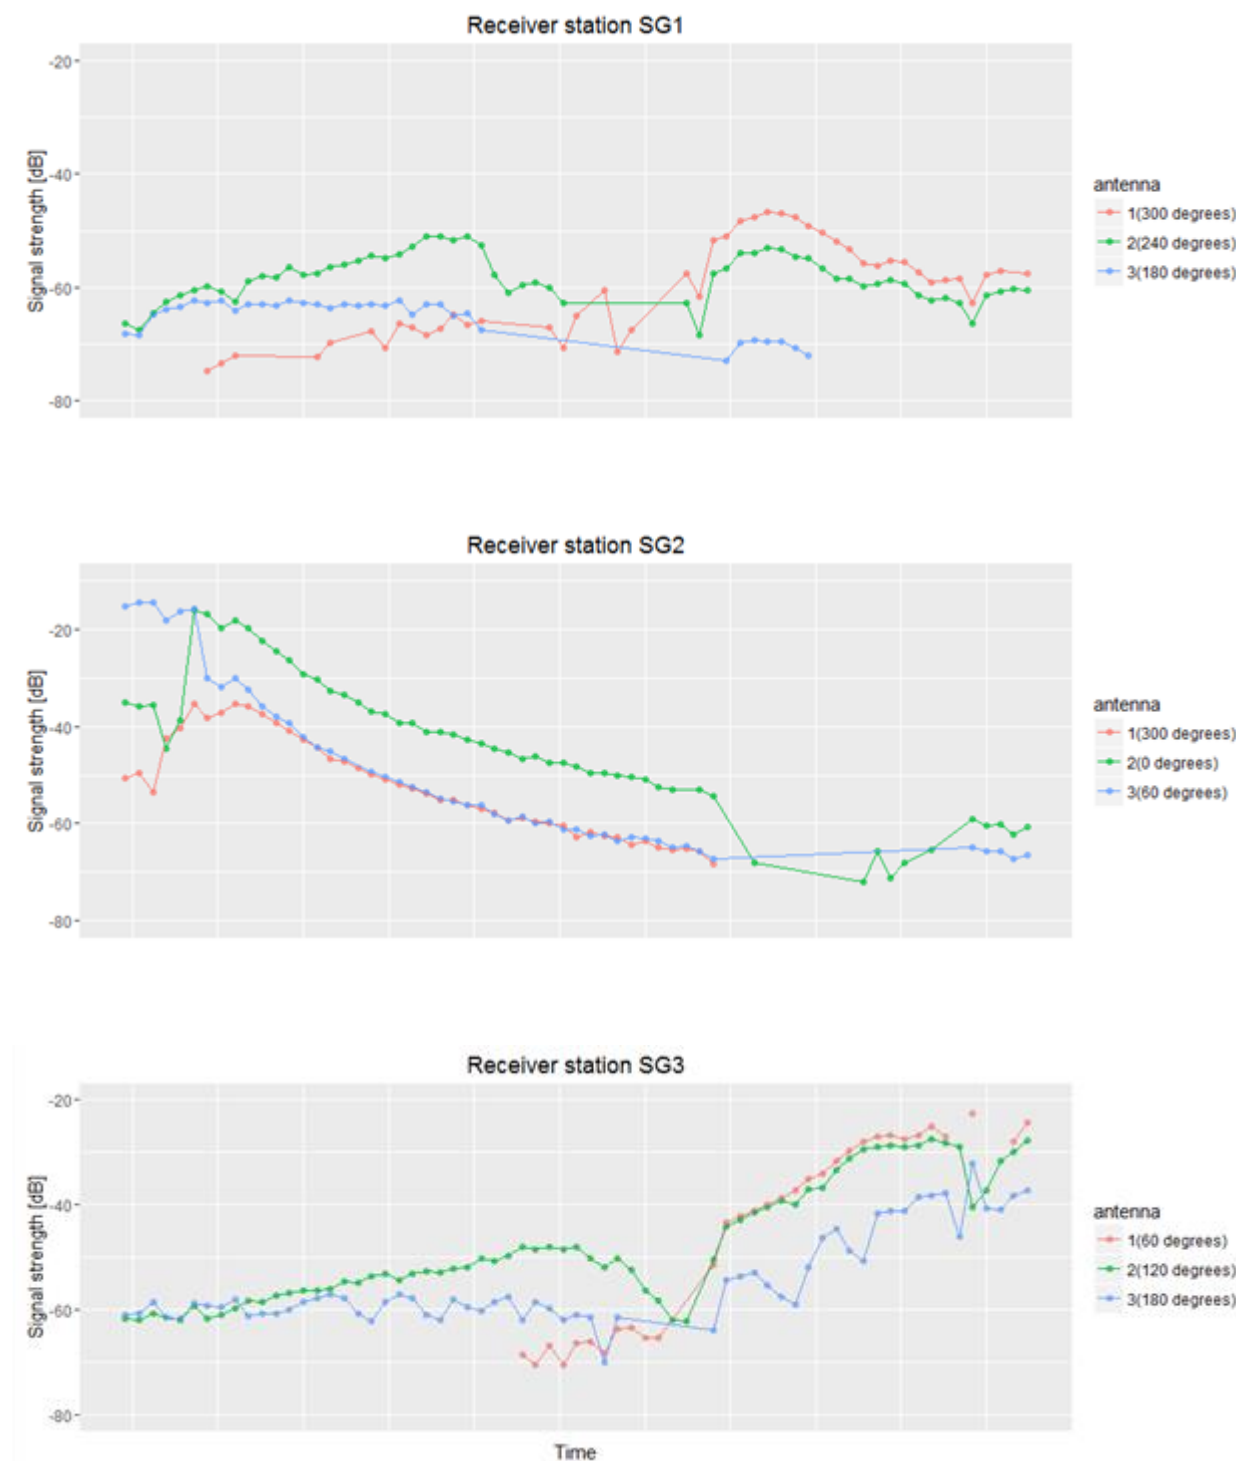 Receiver station SG1
Signal strength [dB]
-20
-40
-60
-80
antenna
1(300 degrees)
2(240 degrees)
3(180 degrees)
Receiver station SG2
Signal strength [dB]
-20
-40
-60
-80
antenna
1(300 degrees)
2(0 degrees)
3(60 degrees)
Receiver station SG3
Signal strength [dB]
-20
-40
-60
-80
antenna
1(60 degrees)
2(120 degrees)
3(180 degrees)
Time